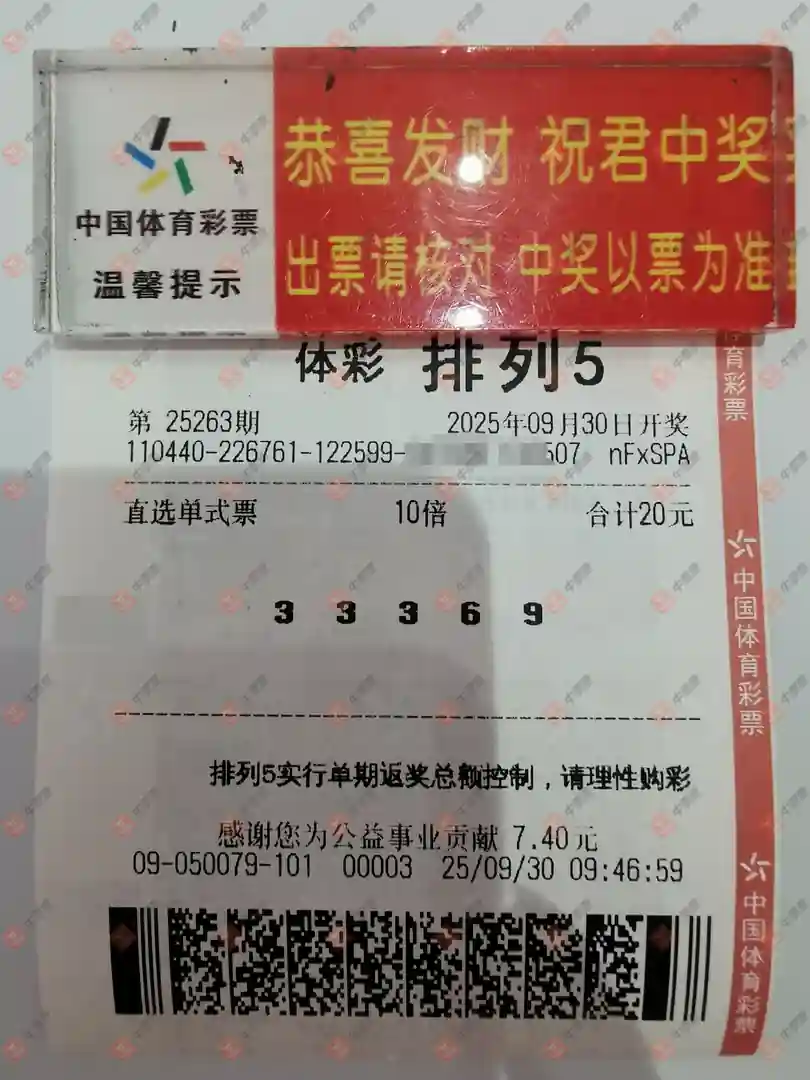 恭喜发财 祝君中奖
中国体育彩票
温馨提示
出票请核对 中奖以票为准
体彩 排列5
第 25263期 2025年09月30日开奖
110440-226761-122599- 507 nFxSPA
直选单式票 10倍 合计20元
3 3 3 6 9
排列5实行单期返奖总额控制，请理性购彩
感谢您为公益事业贡献 7.40元
09-050079-101 00003 25/09/30 09:46:59
育彩票
中国体育彩票
中国体育彩票